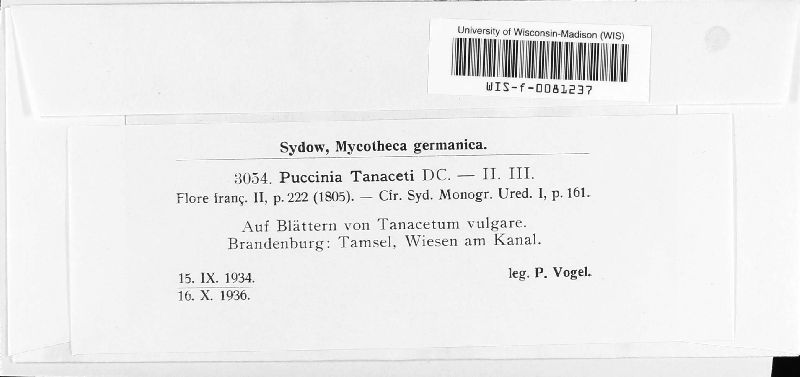 University of Wisconsin-Madison (WIS)
WIS-f-0081237
Sydow, Mycotheca germanica.
3054. Puccinia Tanaceti DC. — II. III.
Flore franç. II, p. 222 (1805). — Cfr. Syd. Monogr. Ured. I, p. 161.
Auf Blättern von Tanacetum vulgare.
Brandenburg: Tamsel, Wiesen am Kanal.
15. IX. 1934. leg. P. Vogel.
16. X. 1936.